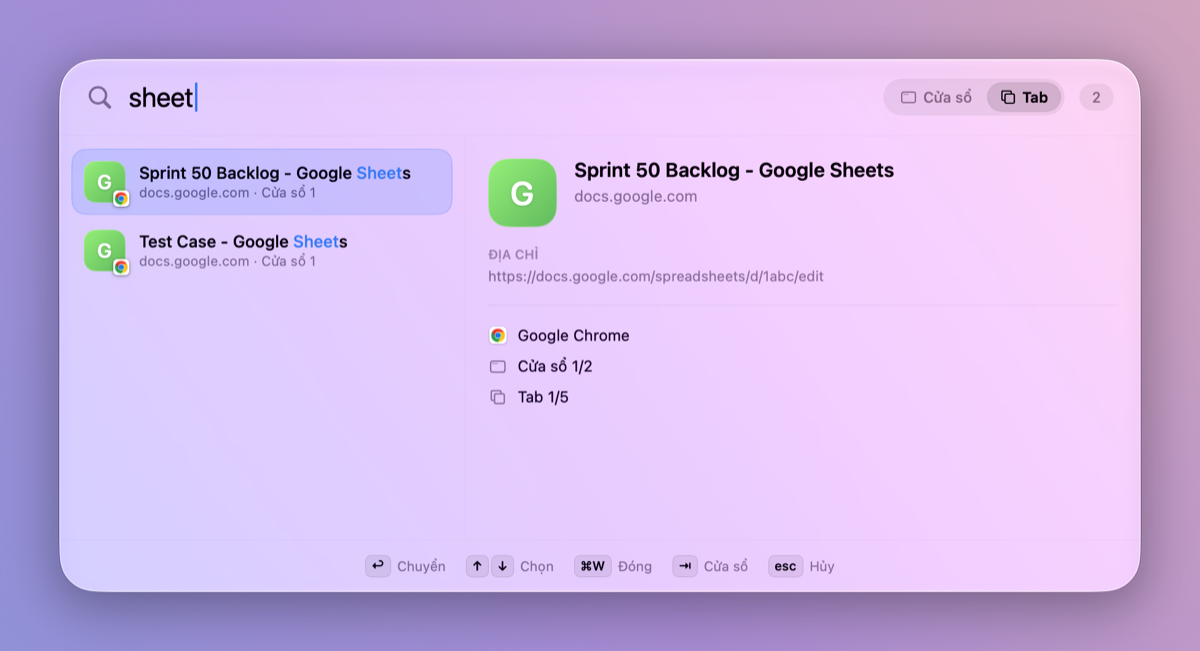 sheet
Cửa sổ
Tab
2
G
Sprint 50 Backlog - Google Sheets
docs.google.com · Cửa sổ 1
G
Test Case - Google Sheets
docs.google.com · Cửa sổ 1
G
Sprint 50 Backlog - Google Sheets
docs.google.com
ĐỊA CHỈ
https://docs.google.com/spreadsheets/d/1abc/edit
Google Chrome
Cửa sổ 1/2
Tab 1/5
↩ Chuyển ↑ ↓ Chọn ⌘W Đóng ⇥ Cửa sổ esc Hủy